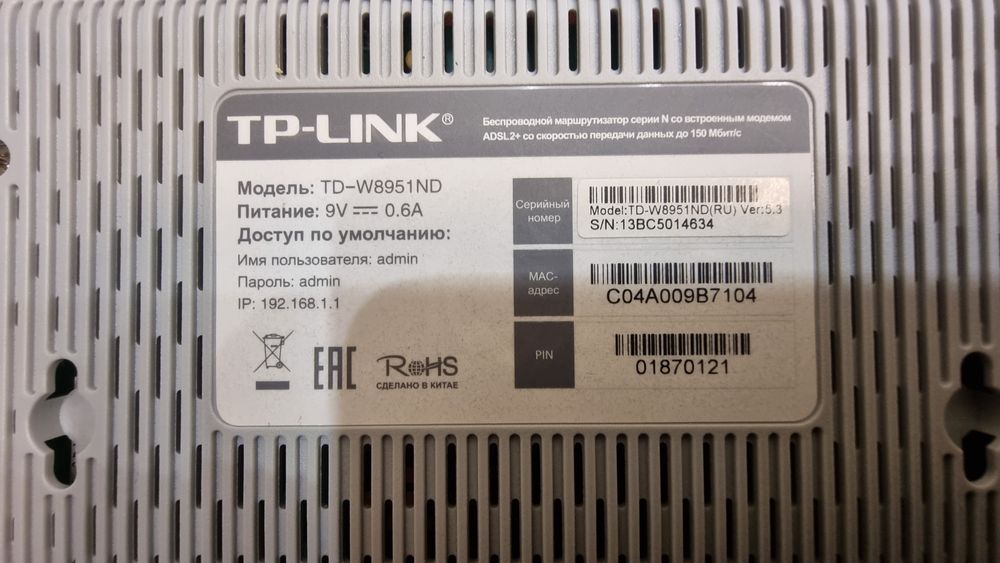 TP-LINK®
Беспроводной маршрутизатор серии N со встроенным модемом
ADSL2+ со скоростью передачи данных до 150 Мбит/с
Модель: TD-W8951ND
Питание: 9V ⎓ 0.6A
Доступ по умолчанию:
Имя пользователя: admin
Пароль: admin
IP: 192.168.1.1
EAC
RoHS
СДЕЛАНО В КИТАЕ
Серийный
номер
Model:TD-W8951ND(RU) Ver:5.3
S/N:13BC5014634
MAC-
адрес
C04A009B7104
PIN
01870121